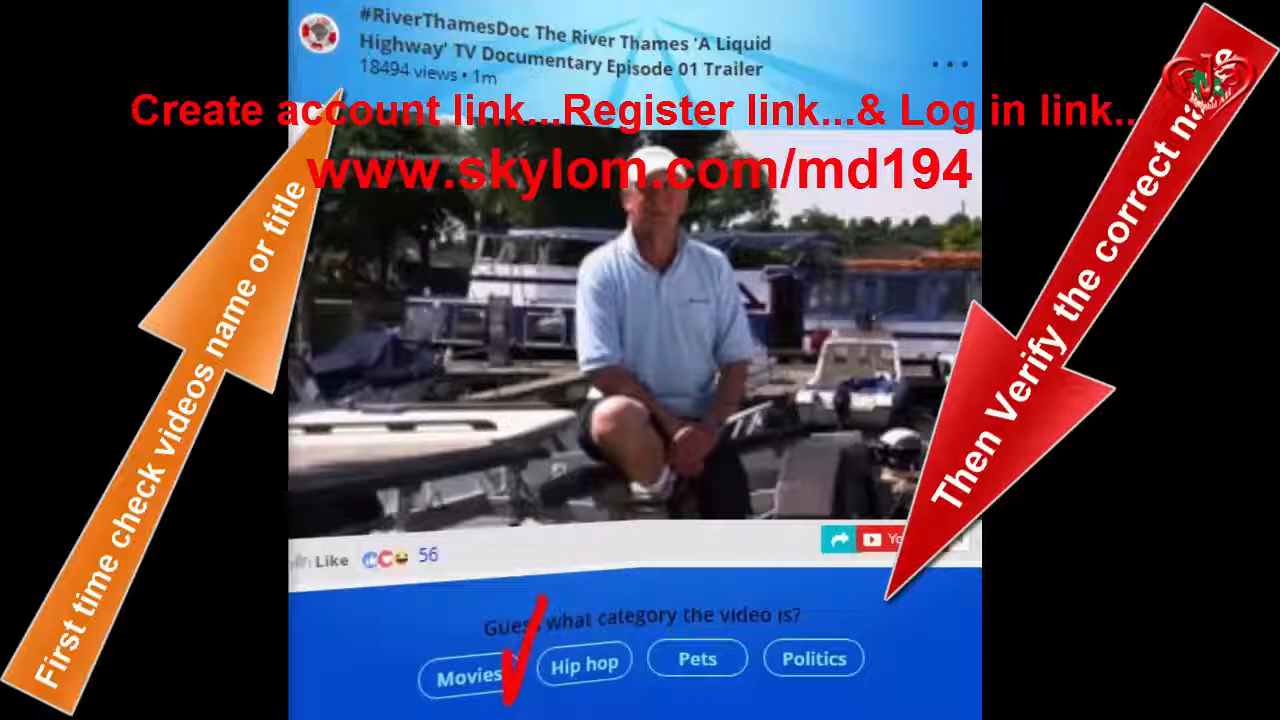 #RiverThamesDoc The River Thames 'A Liquid
Highway' TV Documentary Episode 01 Trailer
18494 views • 1m
Create account link...Register link...& Log in link..
www.skylom.com/md194
First time check videos name or title
Then Verify the correct
Like
56
Guess what category the video is?
Movies
Hip hop
Pets
Politics